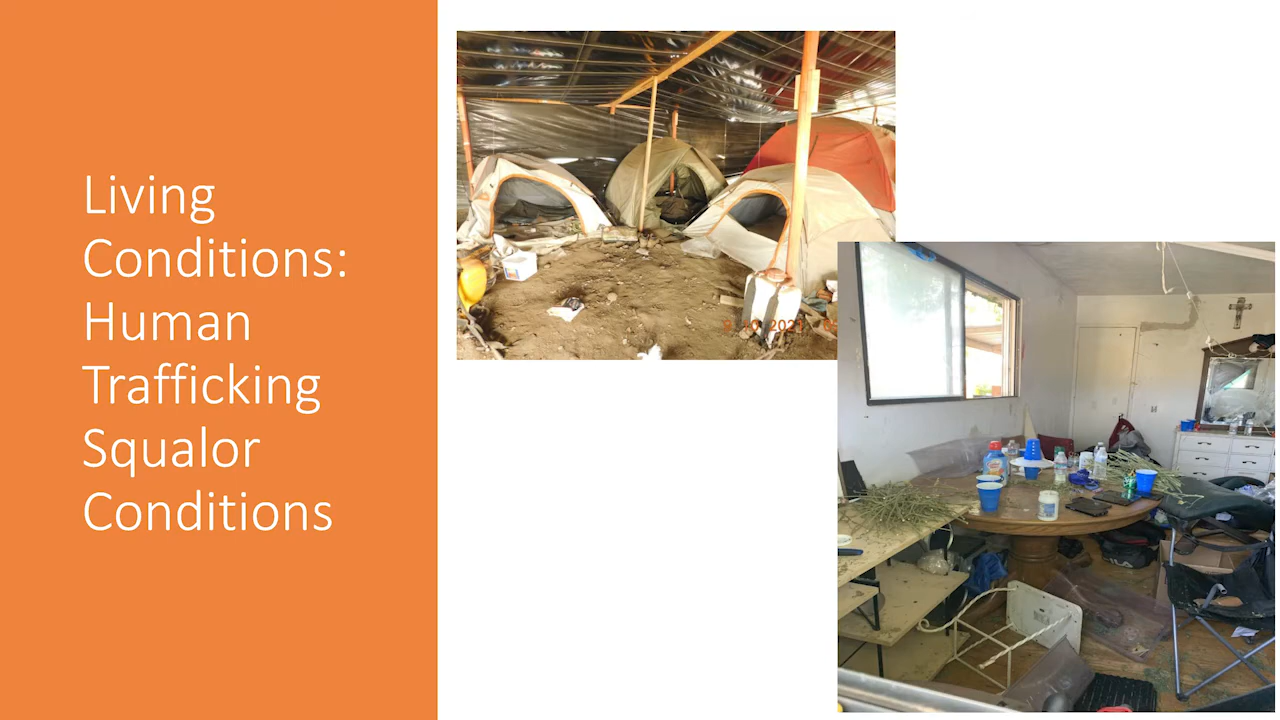 Living
Conditions:
Human
Trafficking
Squalor
Conditions